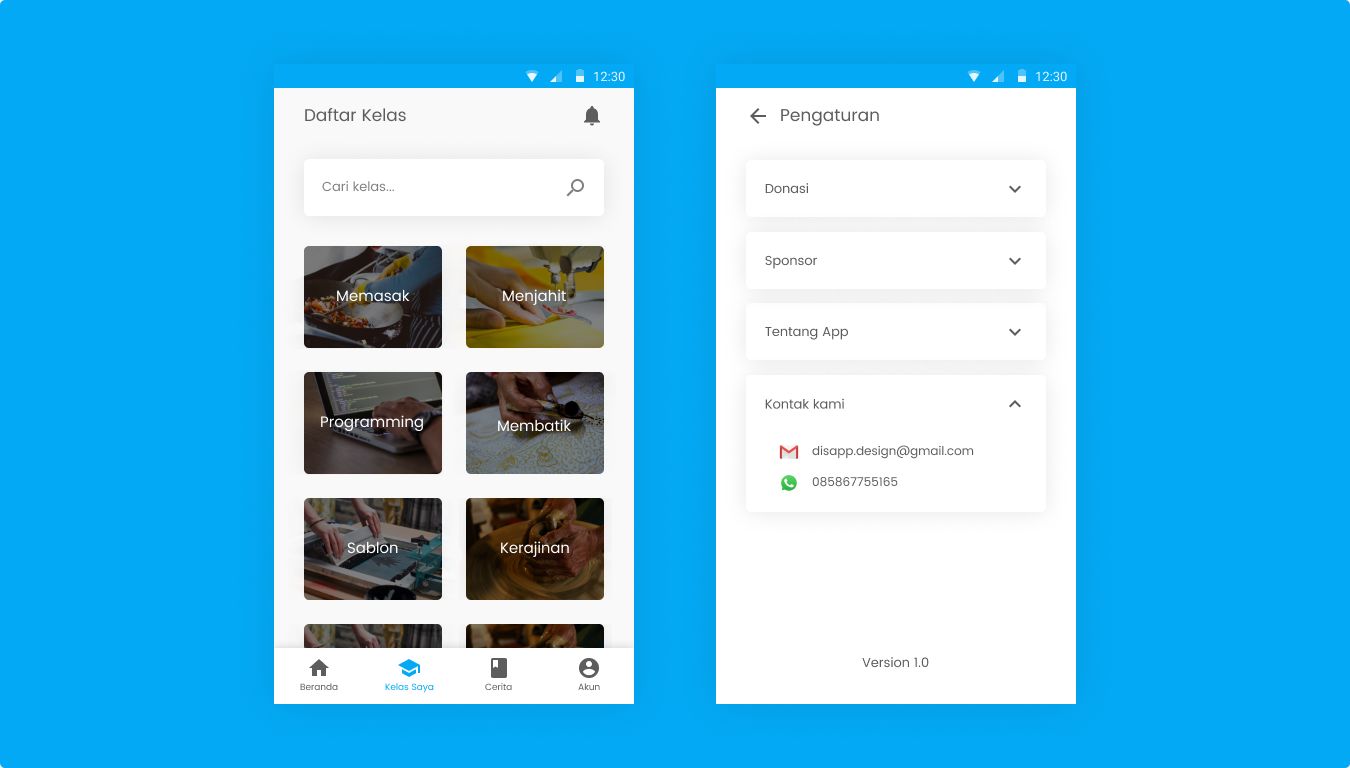 12:30
Daftar Kelas
Cari kelas...
Memasak
Menjahit
Programming
Membatik
Sablon
Kerajinan
Beranda
Kelas Saya
Cerita
Akun
12:30
Pengaturan
Donasi
Sponsor
Tentang App
Kontak kami
disapp.design@gmail.com
085867755165
Version 1.0